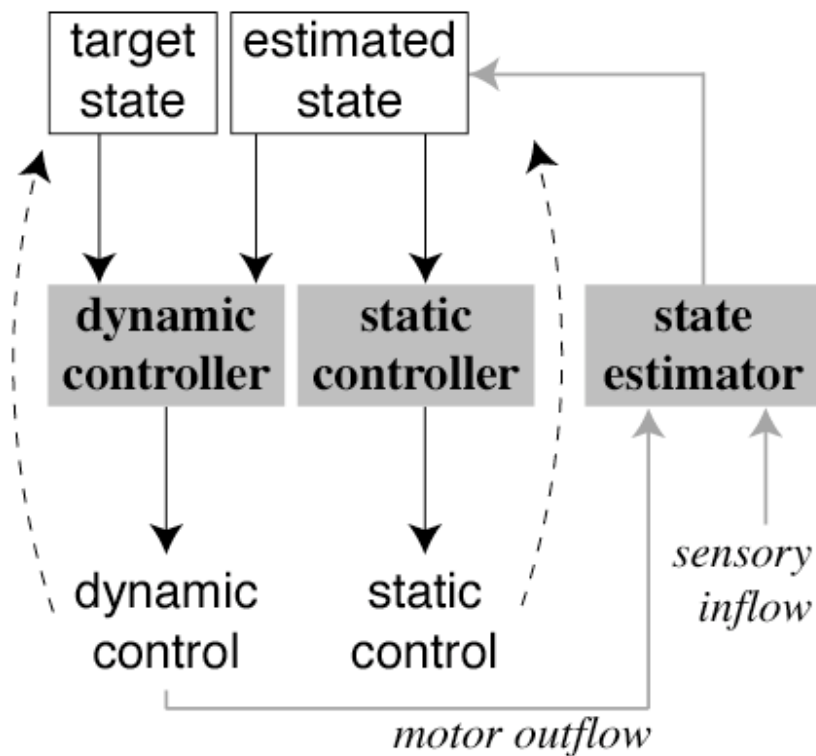 target
state
estimated
state
dynamic
controller
static
controller
state
estimator
dynamic
control
static
control
sensory
inflow
motor outflow